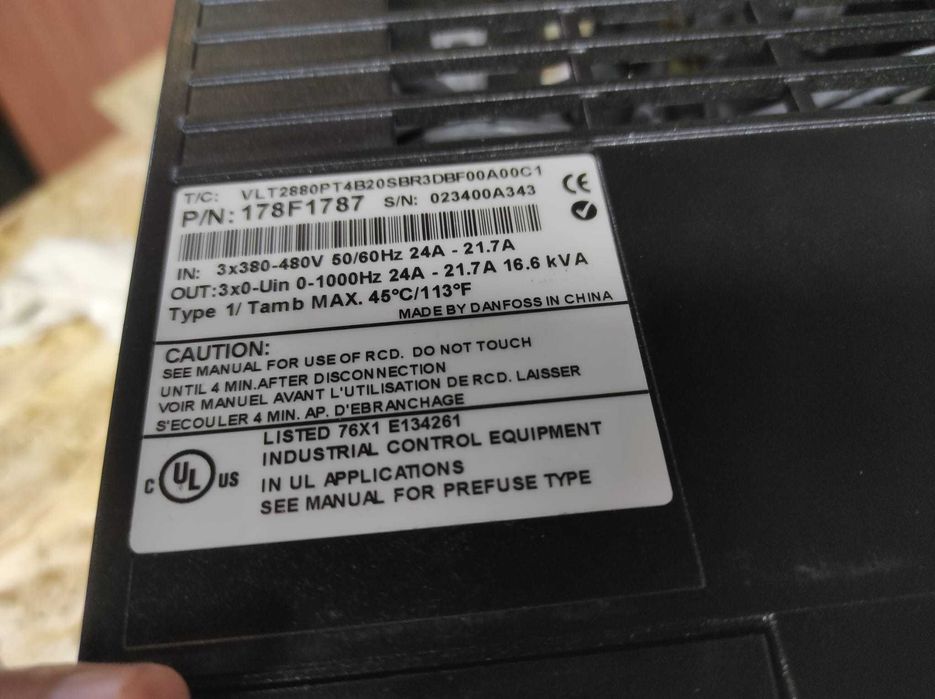 T/C: VLT2880PT4B20SBR3DBF00A00C1
P/N: 178F1787 S/N: 023400A343
CE
IN: 3x380-480V 50/60Hz 24A - 21.7A
OUT:3x0-Uin 0-1000Hz 24A - 21.7A 16.6 kVA
Type 1/ Tamb MAX. 45°C/113°F
MADE BY DANFOSS IN CHINA
CAUTION:
SEE MANUAL FOR USE OF RCD. DO NOT TOUCH
UNTIL 4 MIN.AFTER DISCONNECTION
VOIR MANUEL AVANT L'UTILISATION DE RCD. LAISSER
S'ECOULER 4 MIN. AP. D'EBRANCHAGE
LISTED 76X1 E134261
INDUSTRIAL CONTROL EQUIPMENT
C UL US
IN UL APPLICATIONS
SEE MANUAL FOR PREFUSE TYPE